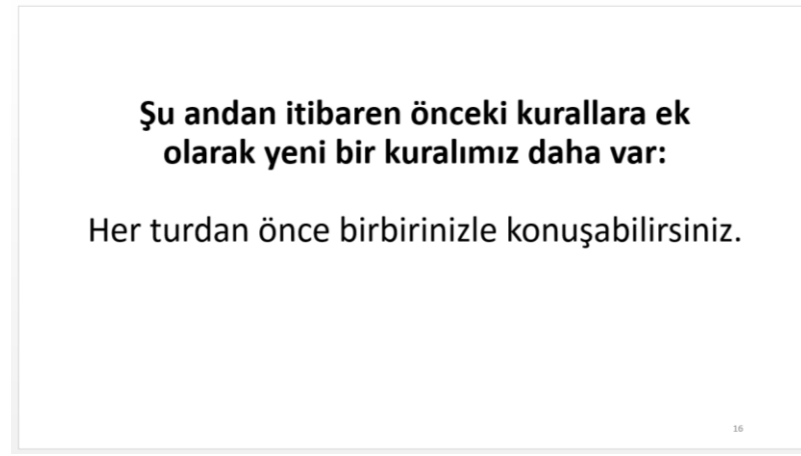 Şu andan itibaren önceki kurallara ek
olarak yeni bir kuralımız daha var:
Her turdan önce birbirinizle konuşabilirsiniz.
16